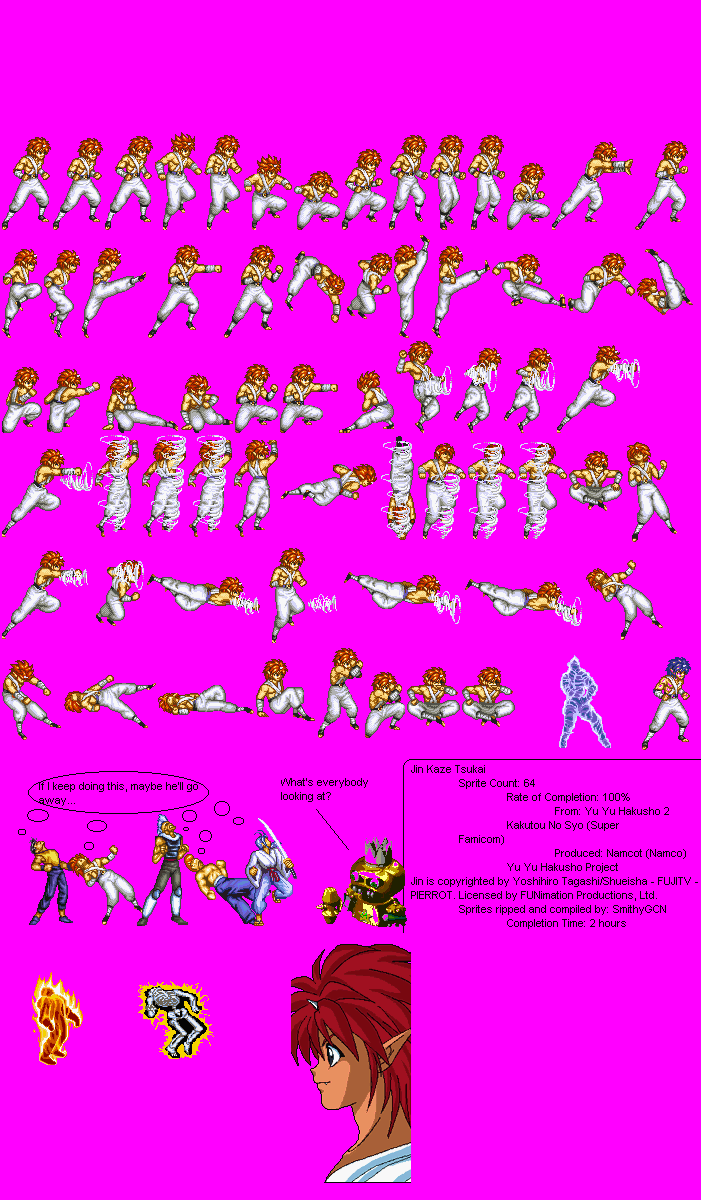 If I keep doing this, maybe he'll go
away...
What's everybody
looking at?
Jin Kaze Tsukai
Sprite Count: 64
Rate of Completion: 100%
From: Yu Yu Hakusho 2
Kakutou No Syo (Super
Famicom)
Produced: Namcot (Namco)
Yu Yu Hakusho Project
Jin is copyrighted by Yoshihiro Tagashi/Shueisha - FUJITV -
PIERROT. Licensed by FUNimation Productions, Ltd.
Sprites ripped and compiled by: SmithyGCN
Completion Time: 2 hours